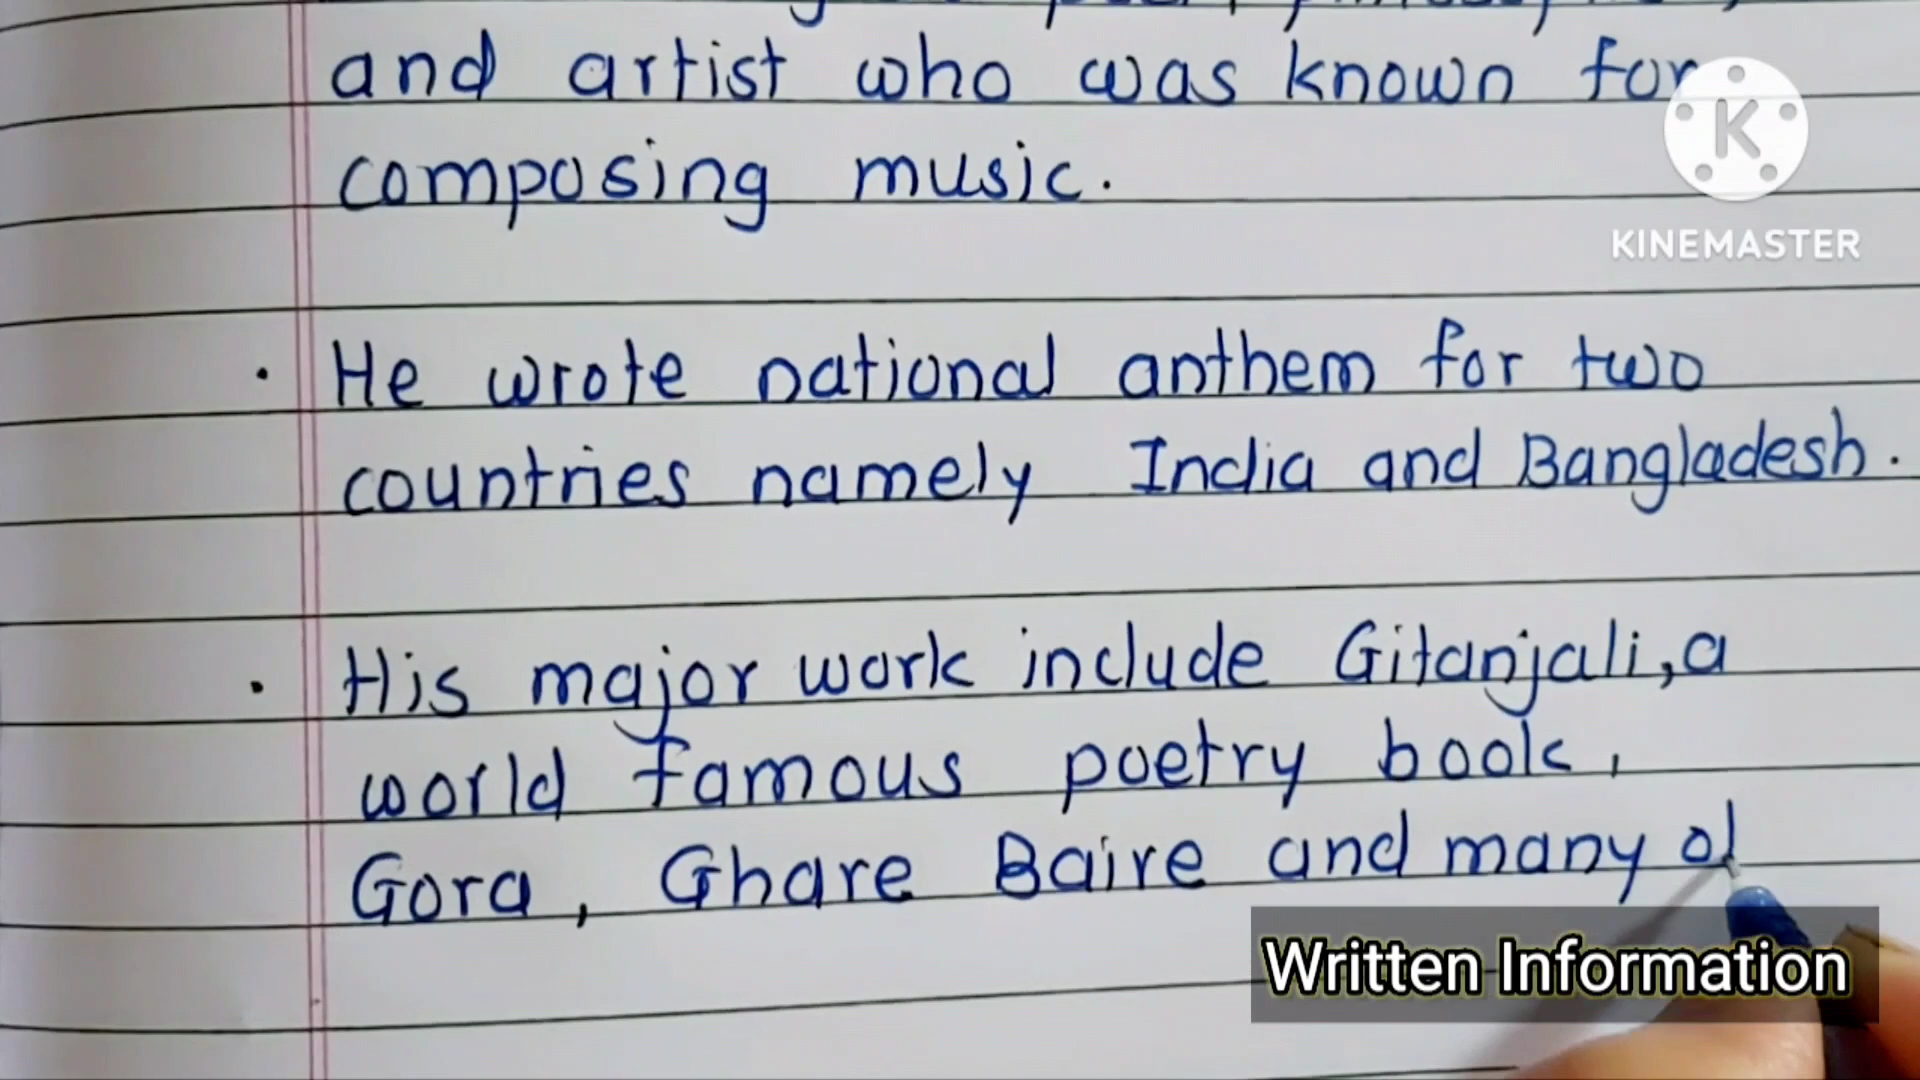 and artist who was known for
composing music.
. He wrote national anthem for two
countries namely India and Bangladesh.
. His major work include Gitanjali, a
world famous poetry book,
Gora, Ghare Baire and many ot
K
KINEMASTER
Written Information